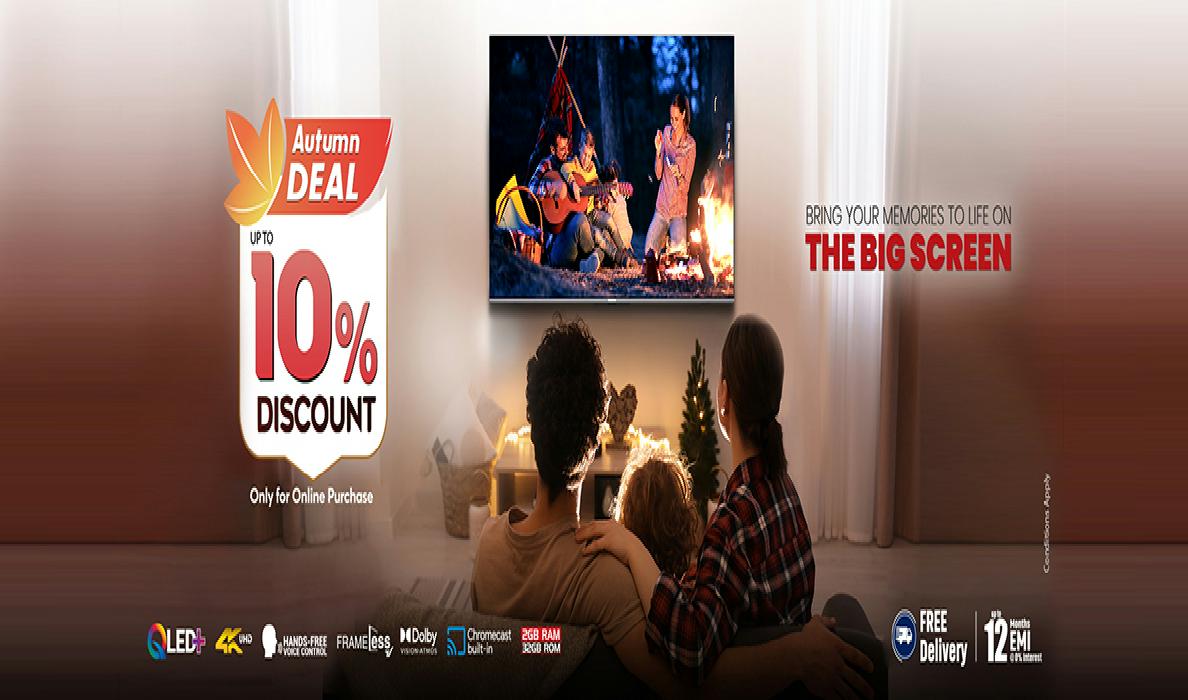 Autumn
DEAL
UP TO
10%
DISCOUNT
Only for Online Purchase
BRING YOUR MEMORIES TO LIFE ON
THE BIG SCREEN
Conditions Apply
QLED+
4K UHD
HANDS-FREE
VOICE CONTROL
FRAMELESS
Dolby
VISION·ATMOS
Chromecast
built-in
2GB RAM
32GB ROM
FREE
Delivery
up to
12 Months
EMI
@ 0% Interest